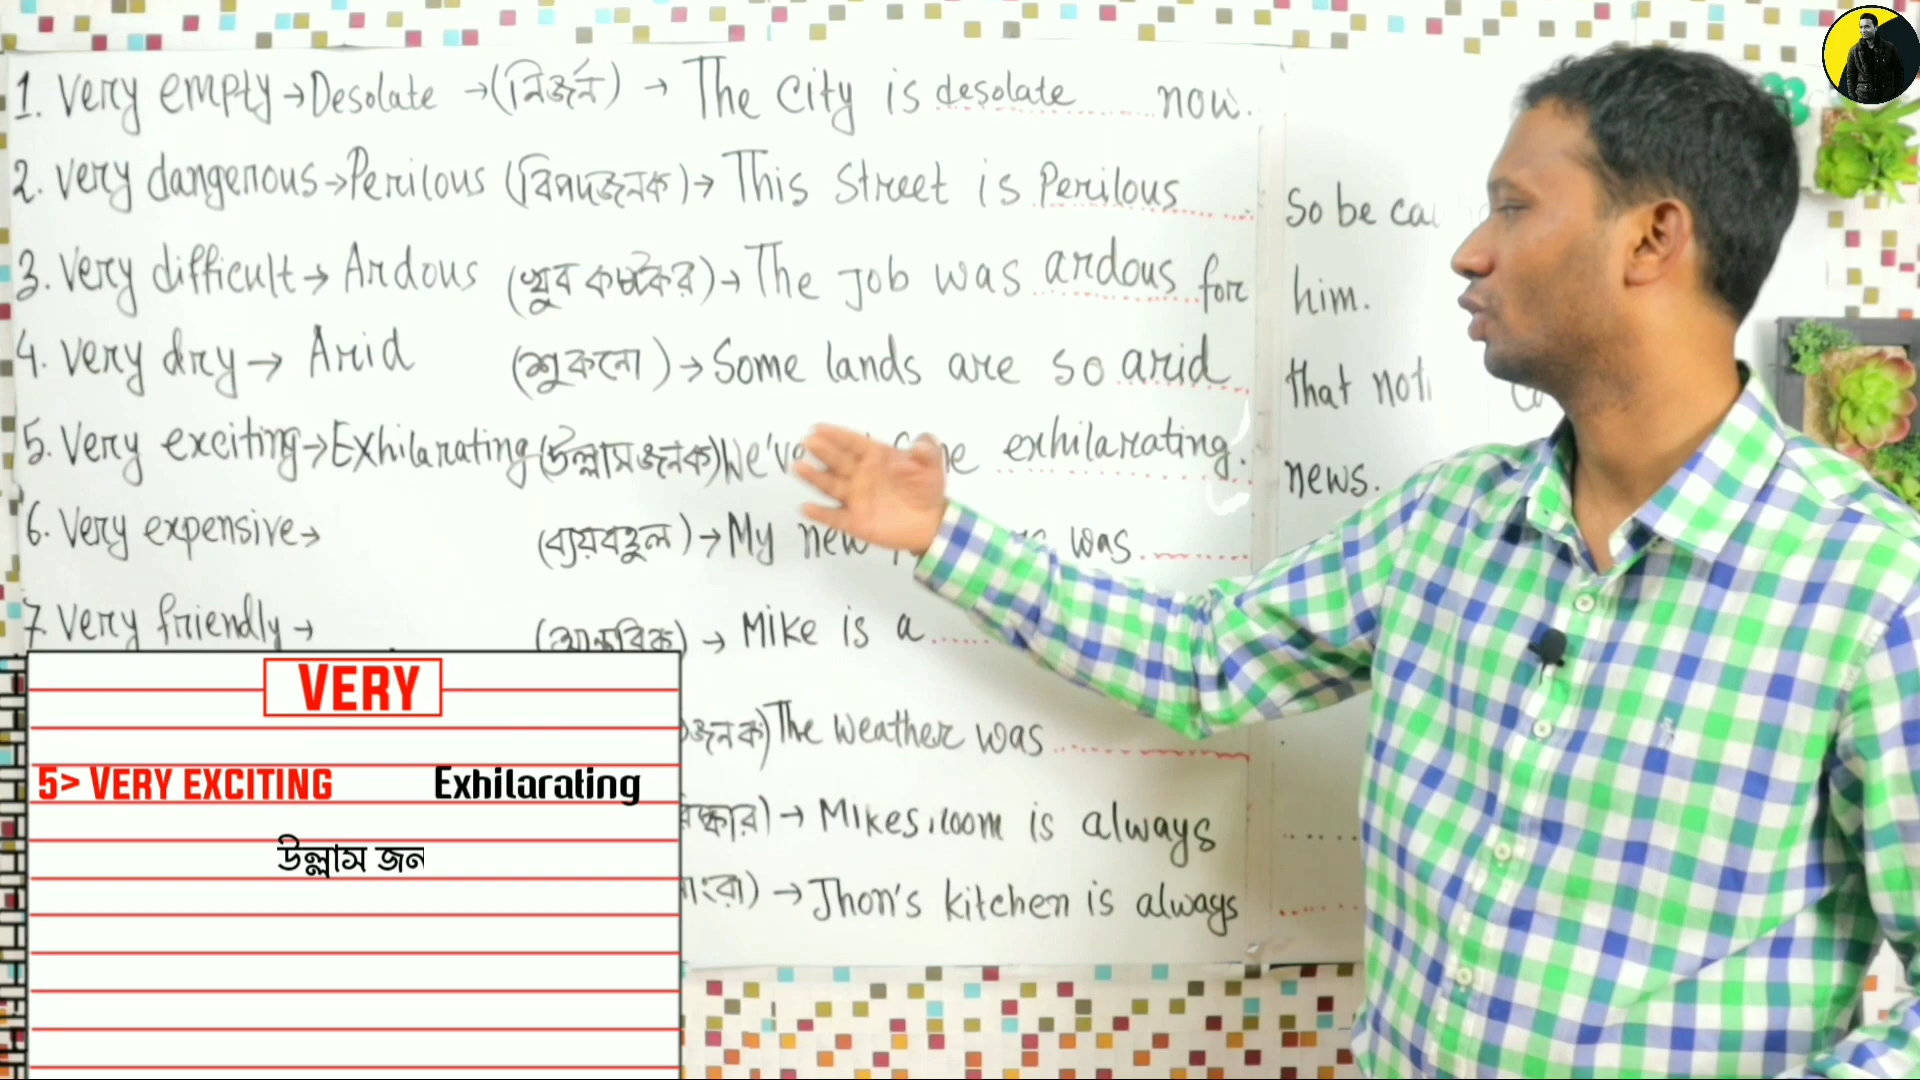 1. Very empty → Desolate → (নির্জন) → The city is desolate now.
2. Very dangerous → Perilous (বিপদজনক) → This street is Perilous So be
3. Very difficult → Ardous (খুব কষ্টকর) → The job was ardous for him.
4. Very dry → Arid (শুকনো) → Some lands are so arid that
5. Very exciting → Exhilarating (উল্লাসজনক) We've exhilarating. news.
6. Very expensive → (ব্যয়বহুল) → My new was
7. Very friendly → (আন্তরিক) → Mike is a
The weather was
→ Mikes room is always
→ Jhon's kitchen is always
VERY
5> VERY EXCITING Exhilarating
উল্লাস জন